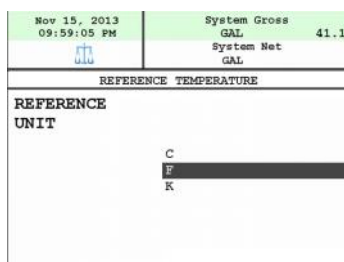 Nov 15, 2013
09:59:05 PM
System Gross
GAL 41.1
System Net
GAL
REFERENCE TEMPERATURE
REFERENCE
UNIT
C
F
K